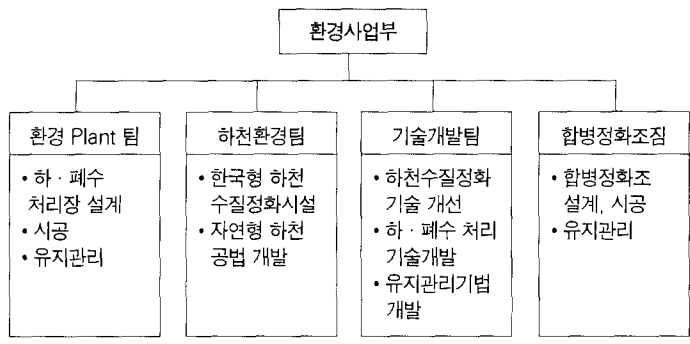 환경사업부
환경 Plant 팀
• 하 · 폐수
처리장 설계
• 시공
• 유지관리
하천환경팀
• 한국형 하천
수질정화시설
• 자연형 하천
공법 개발
기술개발팀
• 하천수질정화
기술 개선
• 하 · 폐수 처리
기술개발
• 유지관리기법
개발
합병정화조짐
• 합병정화조
설계, 시공
• 유지관리